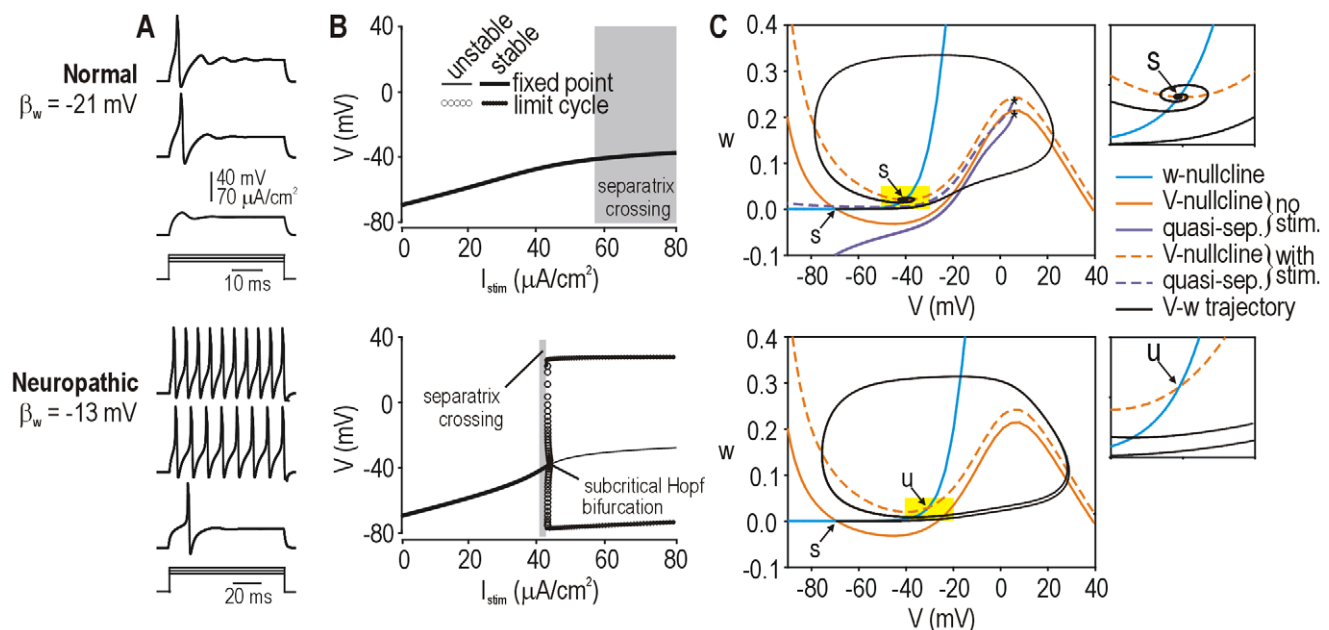 A
Normal
βw = -21 mV
40 mV
70 μA/cm²
10 ms
Neuropathic
βw = -13 mV
20 ms
B
40
20
0
-40
-80
V (mV)
unstable
stable
fixed point
limit cycle
separatrix
crossing
0 20 40 60 80
Istim (μA/cm²)
40
0
-40
-80
V (mV)
separatrix
crossing
subcritical Hopf
bifurcation
0 20 40 60 80
Istim (μA/cm²)
C
0.4
0.3
0.2
0.1
0.0
-0.1
w
s
s
*
*
-80 -60 -40 -20 0 20 40
V (mV)
s
w-nullcline
V-nullcline } no
quasi-sep. } stim.
V-nullcline } with
quasi-sep. } stim.
V-w trajectory
0.4
0.3
0.2
0.1
0.0
-0.1
w
u
s
-80 -60 -40 -20 0 20 40
V (mV)
u